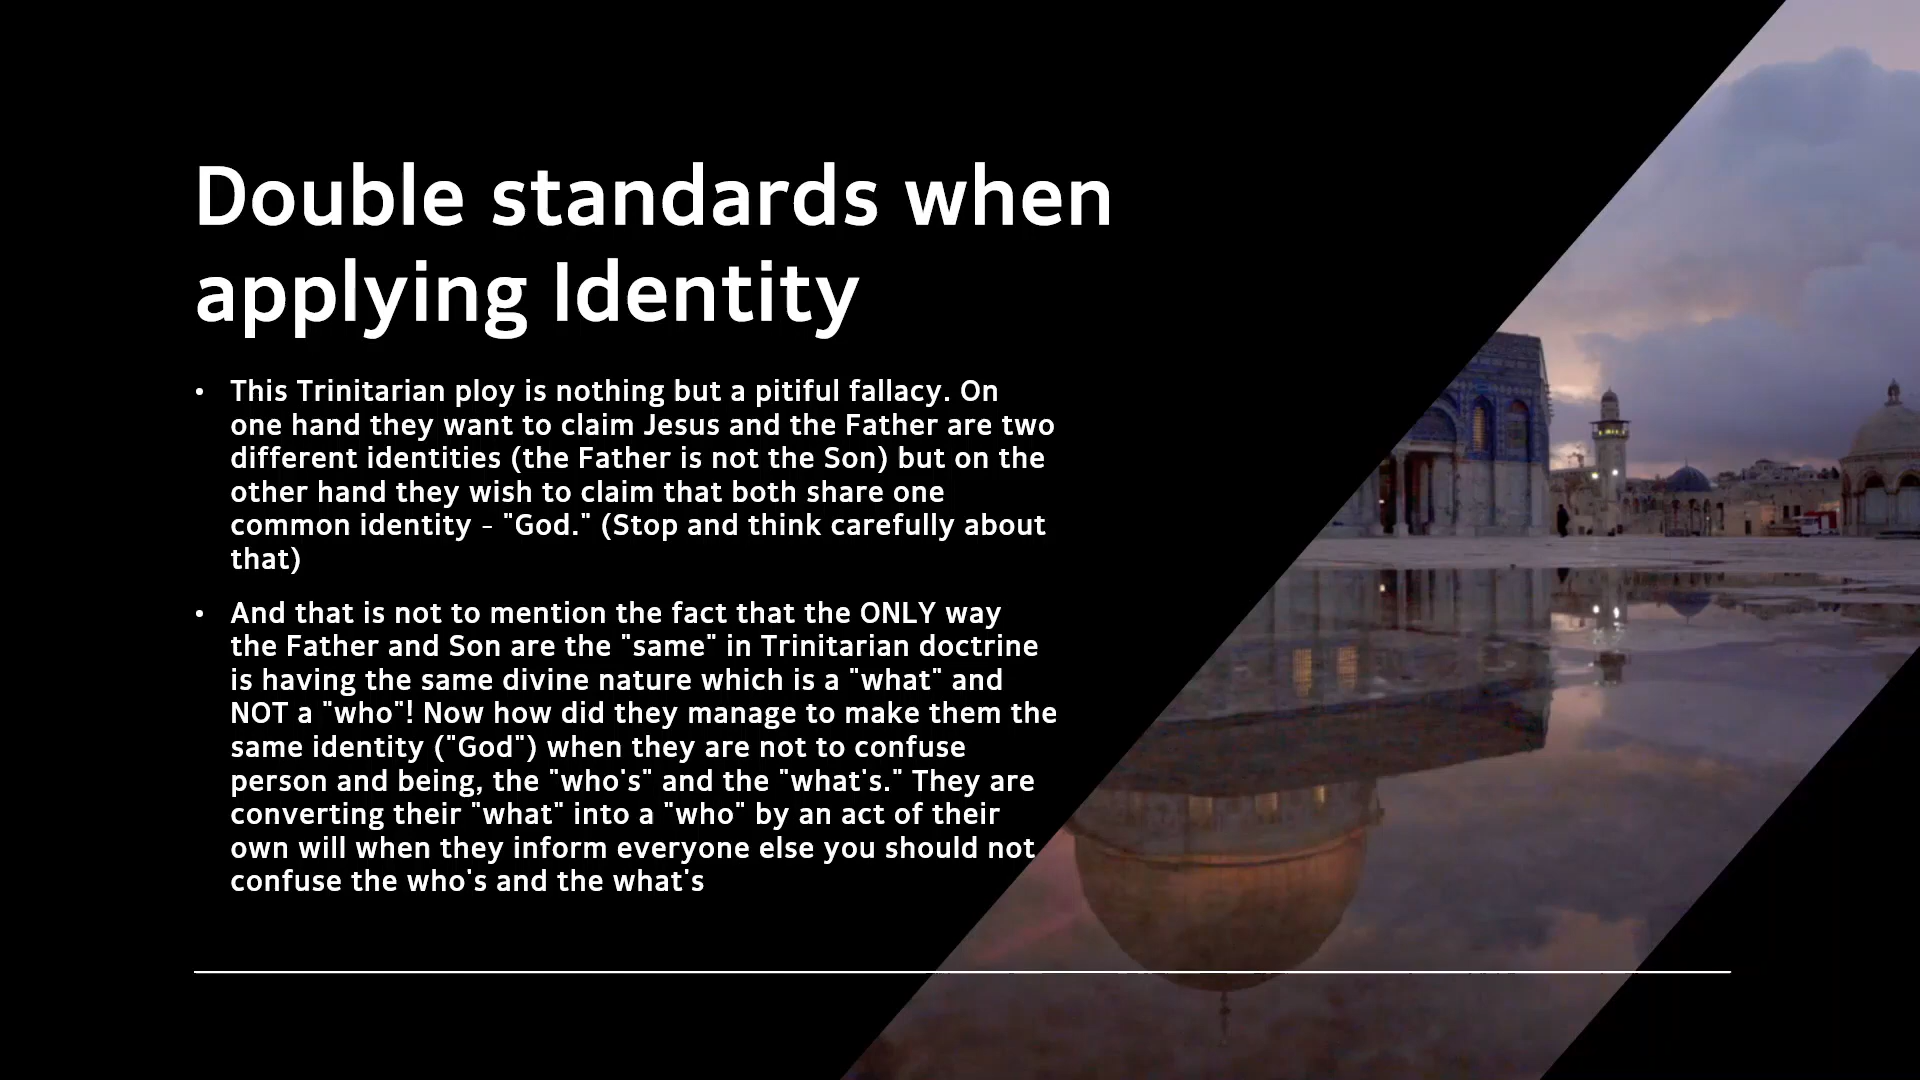 Double standards when
applying Identity
• This Trinitarian ploy is nothing but a pitiful fallacy. On
one hand they want to claim Jesus and the Father are two
different identities (the Father is not the Son) but on the
other hand they wish to claim that both share one
common identity - "God." (Stop and think carefully about
that)
• And that is not to mention the fact that the ONLY way
the Father and Son are the "same" in Trinitarian doctrine
is having the same divine nature which is a "what" and
NOT a "who"! Now how did they manage to make them the
same identity ("God") when they are not to confuse
person and being, the "who's" and the "what's." They are
converting their "what" into a "who" by an act of their
own will when they inform everyone else you should not
confuse the who's and the what's